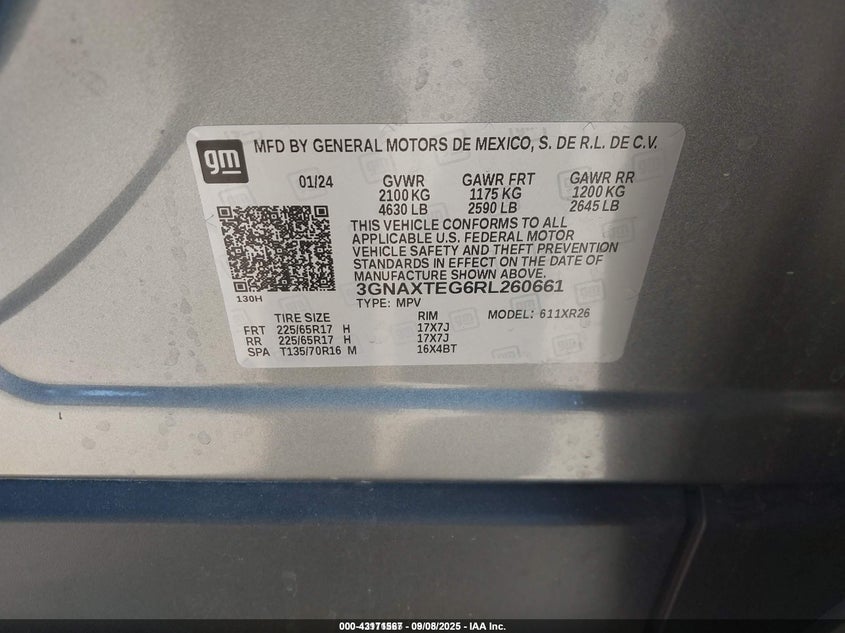 gm MFD BY GENERAL MOTORS DE MEXICO, S. DE R.L. DE C.V.
01/24 GVWR GAWR FRT GAWR RR
2100 KG 1175 KG 1200 KG
4630 LB 2590 LB 2645 LB
THIS VEHICLE CONFORMS TO ALL
APPLICABLE U.S. FEDERAL MOTOR
VEHICLE SAFETY AND THEFT PREVENTION
STANDARDS IN EFFECT ON THE DATE OF
MANUFACTURE SHOWN ABOVE.
3GNAXTEG6RL260661
130H
TYPE: MPV
TIRE SIZE RIM MODEL: 611XR26
FRT 225/65R17 H 17X7J
RR 225/65R17 H 17X7J
SPA T135/70R16 M 16X4BT
09/08/2025 - IAA Inc.